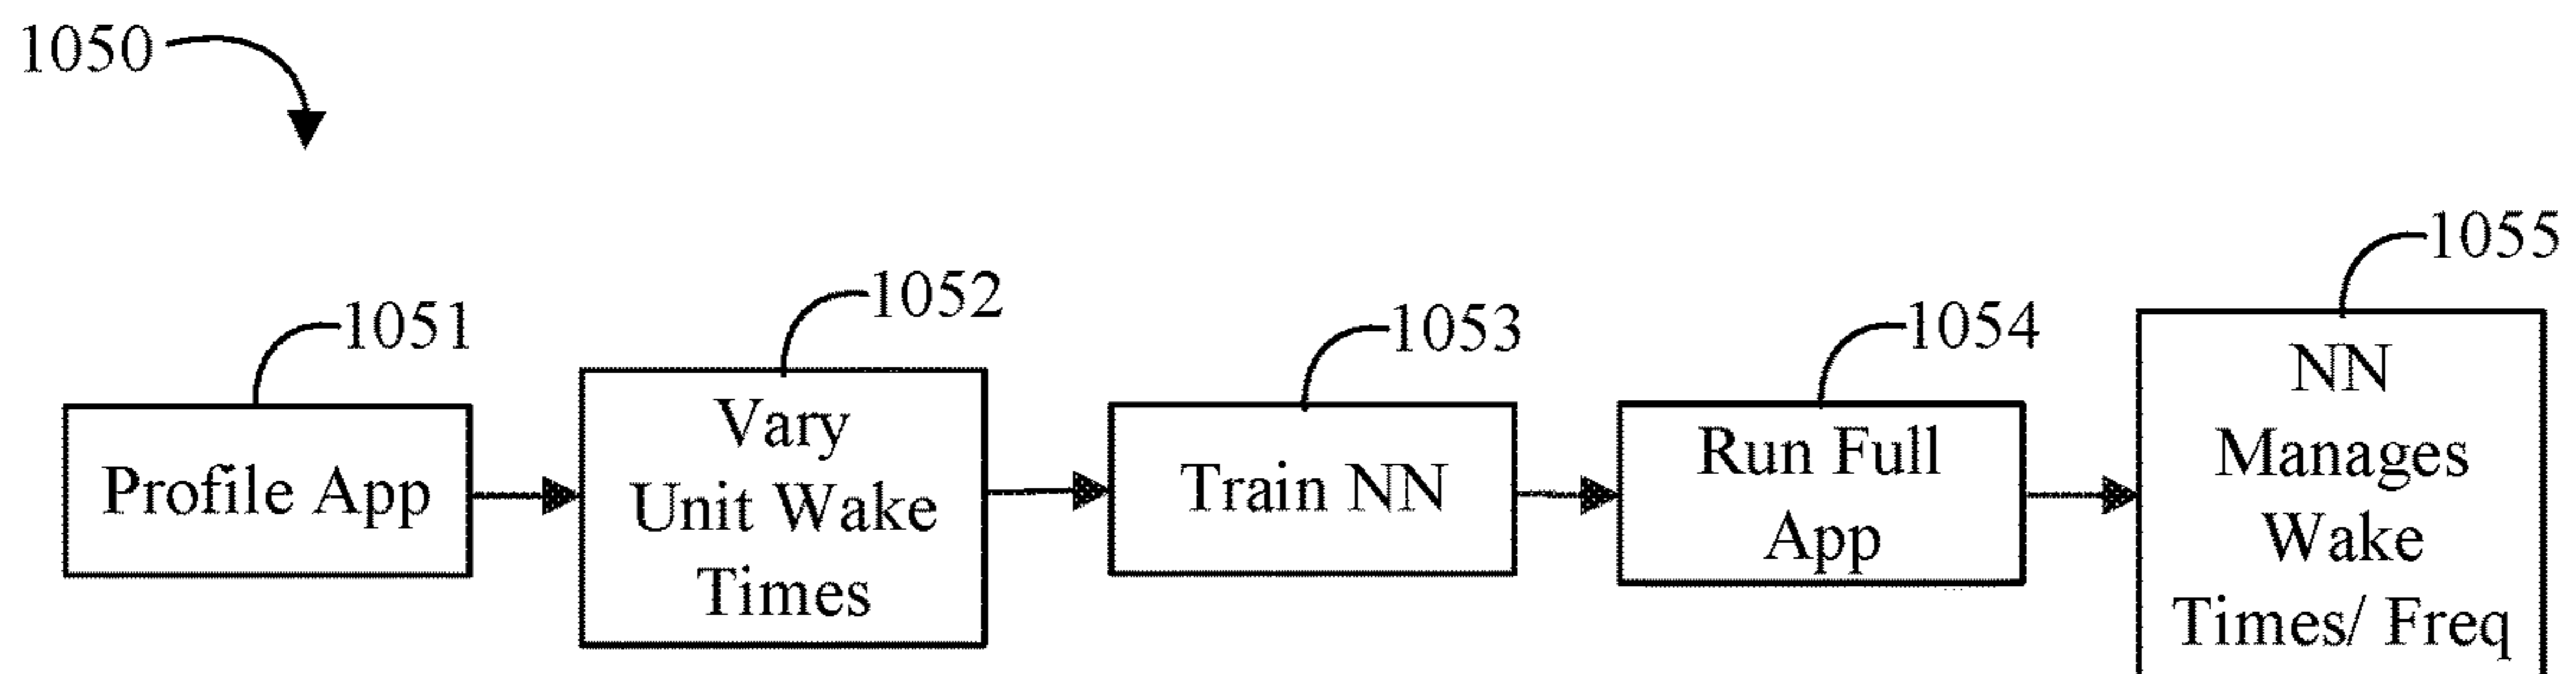 1050
1051
Profile App
1052
Vary
Unit Wake
Times
1053
Train NN
1054
Run Full
App
1055
NN
Manages
Wake
Times/ Freq